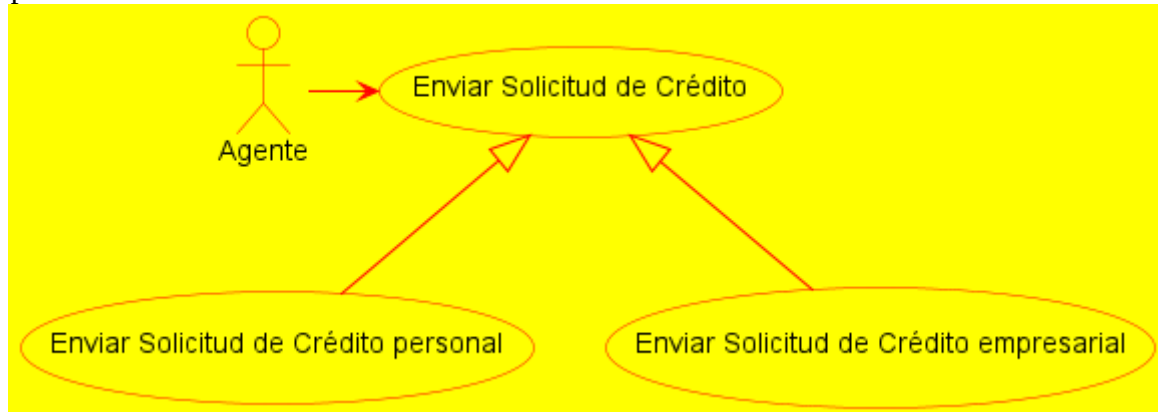 Enviar Solicitud de Crédito
Agente
Enviar Solicitud de Crédito personal
Enviar Solicitud de Crédito empresarial